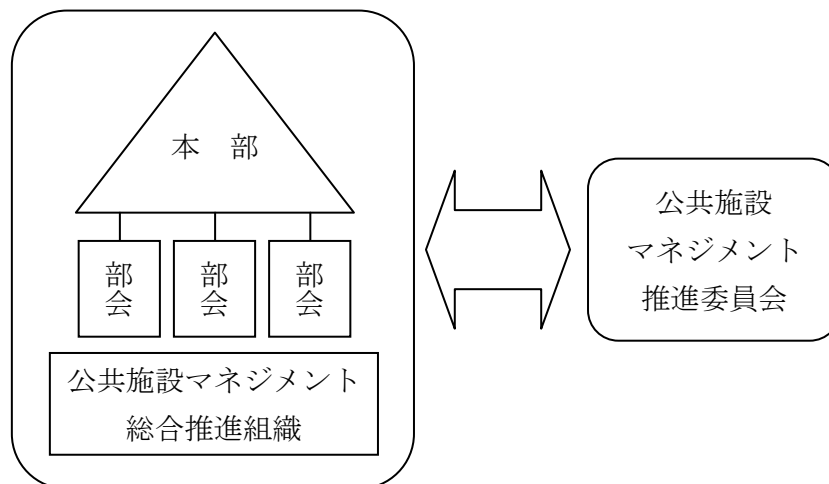 本 部
部会
部会
部会
公共施設マネジメント
総合推進組織
公共施設
マネジメント
推進委員会